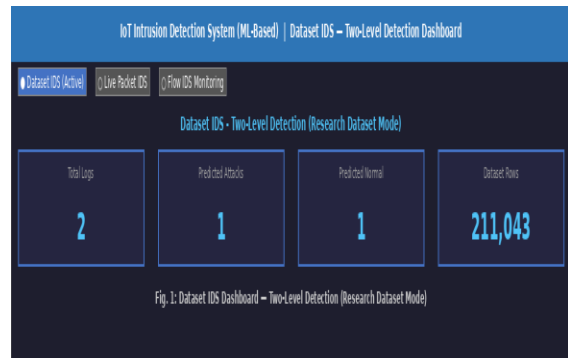 IoT Intrusion Detection System (ML-Based) | Dataset IDS — Two-Level Detection Dashboard
Dataset IDS (Active) Live Packet IDS Flow IDS Monitoring
Dataset IDS - Two-Level Detection (Research Dataset Mode)
Total Logs Predicted Attacks Predicted Normal Dataset Rows
2 1 1 211,043
Fig. 1: Dataset IDS Dashboard — Two-Level Detection (Research Dataset Mode)